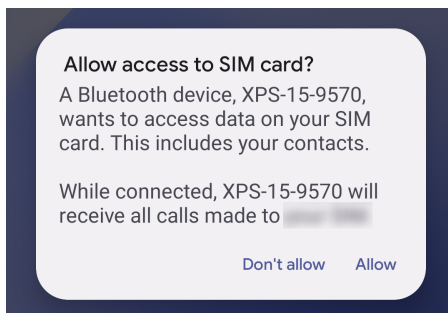 Allow access to SIM card?
A Bluetooth device, XPS-15-9570,
wants to access data on your SIM
card. This includes your contacts.
While connected, XPS-15-9570 will
receive all calls made to
Don't allow Allow